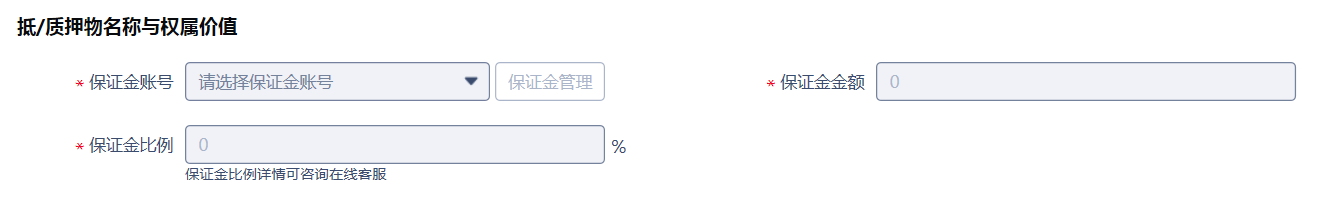 抵/质押物名称与权属价值
* 保证金账号 请选择保证金账号 保证金管理 * 保证金金额 0
* 保证金比例 0 %
保证金比例详情可咨询在线客服